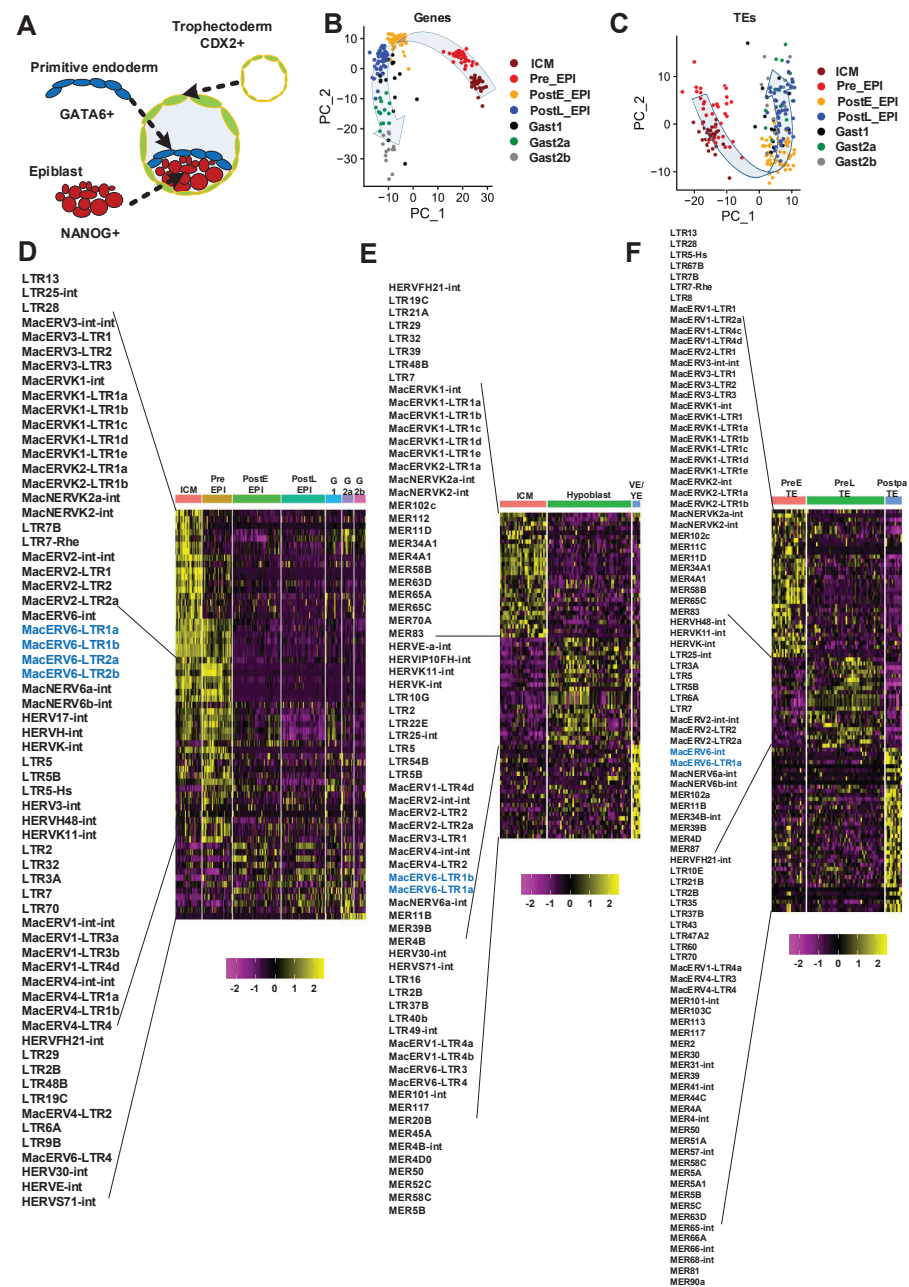 A
Trophectoderm
CDX2+
Primitive endoderm
GATA6+
Epiblast
NANOG+
B
Genes
PC_2
10
0
−10
−20
−30
0
10
20
30
PC_1
ICM
Pre_EPI
PostE_EPI
PostL_EPI
Gast1
Gast2a
Gast2b
C
TEs
PC_2
10
0
−10
−20
−10
0
10
PC_1
ICM
Pre_EPI
PostE_EPI
PostL_EPI
Gast1
Gast2a
Gast2b
D
LTR13
LTR25-int
LTR28
MacERV3-int-int
MacERV3-LTR1
MacERV3-LTR2
MacERV3-LTR3
MacERVK1-int
MacERVK1-LTR1a
MacERVK1-LTR1b
MacERVK1-LTR1c
MacERVK1-LTR1d
MacERVK1-LTR1e
MacERVK2-LTR1a
MacERVK2-LTR1b
MacNERVK2a-int
MacNERVK2-int
LTR7B
LTR7-Rhe
MacERV2-int-int
MacERV2-LTR1
MacERV2-LTR2
MacERV2-LTR2a
MacERV6-int
MacERV6-LTR1a
MacERV6-LTR1b
MacERV6-LTR2a
MacERV6-LTR2b
MacNERV6a-int
MacNERV6b-int
HERV17-int
HERVH-int
HERVK-int
LTR5
LTR5B
LTR5-Hs
HERV3-int
HERVH48-int
HERVK11-int
LTR2
LTR32
LTR3A
LTR7
LTR70
MacERV1-int-int
MacERV1-LTR3a
MacERV1-LTR3b
MacERV1-LTR4d
MacERV4-int-int
MacERV4-LTR1a
MacERV4-LTR1b
MacERV4-LTR4
HERVFH21-int
LTR29
LTR2B
LTR48B
LTR19C
MacERV4-LTR2
LTR6A
LTR9B
MacERV6-LTR4
HERV30-int
HERVE-int
HERVS71-int
ICM
Pre EPI
PostE EPI
PostL EPI
G 1
G 2a
G 2b
-2 -1 0 1 2
E
HERVFH21-int
LTR19C
LTR21A
LTR29
LTR32
LTR39
LTR48B
LTR7
MacERVK1-int
MacERVK1-LTR1a
MacERVK1-LTR1b
MacERVK1-LTR1c
MacERVK1-LTR1d
MacERVK1-LTR1e
MacERVK2-LTR1a
MacNERVK2a-int
MacNERVK2-int
MER102c
MER112
MER11D
MER34A1
MER4A1
MER58B
MER63D
MER65A
MER65C
MER70A
MER83
HERVE-a-int
HERVIP10FH-int
HERVK11-int
HERVK-int
LTR10G
LTR2
LTR22E
LTR25-int
LTR5
LTR54B
LTR5B
MacERV1-LTR4d
MacERV2-int-int
MacERV2-LTR2
MacERV2-LTR2a
MacERV3-LTR1
MacERV4-int-int
MacERV4-LTR2
MacERV6-LTR1b
MacERV6-LTR1a
MacNERV6a-int
MER11B
MER39B
MER4B
HERV30-int
HERVS71-int
LTR16
LTR2B
LTR37B
LTR40b
LTR49-int
MacERV1-LTR4a
MacERV1-LTR4b
MacERV6-LTR3
MacERV6-LTR4
MER101-int
MER117
MER20B
MER45A
MER4B-int
MER4D0
MER50
MER52C
MER58C
MER5B
ICM
Hypoblast
VE/ YE
-2 -1 0 1 2
F
LTR13
LTR28
LTR5-Hs
LTR67B
LTR7B
LTR7-Rhe
LTR8
MacERV1-LTR1
MacERV1-LTR2a
MacERV1-LTR4c
MacERV1-LTR4d
MacERV2-LTR1
MacERV3-int-int
MacERV3-LTR1
MacERV3-LTR2
MacERV3-LTR3
MacERVK1-int
MacERVK1-LTR1
MacERVK1-LTR1a
MacERVK1-LTR1b
MacERVK1-LTR1c
MacERVK1-LTR1d
MacERVK1-LTR1e
MacERVK2-int
MacERVK2-LTR1a
MacERVK2-LTR1b
MacNERVK2a-int
MacNERVK2-int
MER102c
MER11C
MER11D
MER34A1
MER4A1
MER58B
MER65C
MER83
HERVH48-int
HERVK11-int
HERVK-int
LTR25-int
LTR3A
LTR5
LTR5B
LTR6A
LTR7
MacERV2-int-int
MacERV2-LTR2
MacERV2-LTR2a
MacERV6-int
MacERV6-LTR1a
MacNERV6a-int
MacNERV6b-int
MER102a
MER11B
MER34B-int
MER39B
MER4D
MER87
HERVFH21-int
LTR10E
LTR21B
LTR2B
LTR35
LTR37B
LTR43
LTR47A2
LTR60
LTR70
MacERV1-LTR4a
MacERV4-LTR3
MacERV4-LTR4
MER101-int
MER103C
MER113
MER117
MER2
MER30
MER31-int
MER39
MER41-int
MER44C
MER4A
MER4-int
MER50
MER51A
MER57-int
MER58C
MER5A
MER5A1
MER5B
MER5C
MER63D
MER65-int
MER66A
MER66-int
MER68-int
MER81
MER90a
PreE TE
PreL TE
Postpa TE
-2 -1 0 1 2